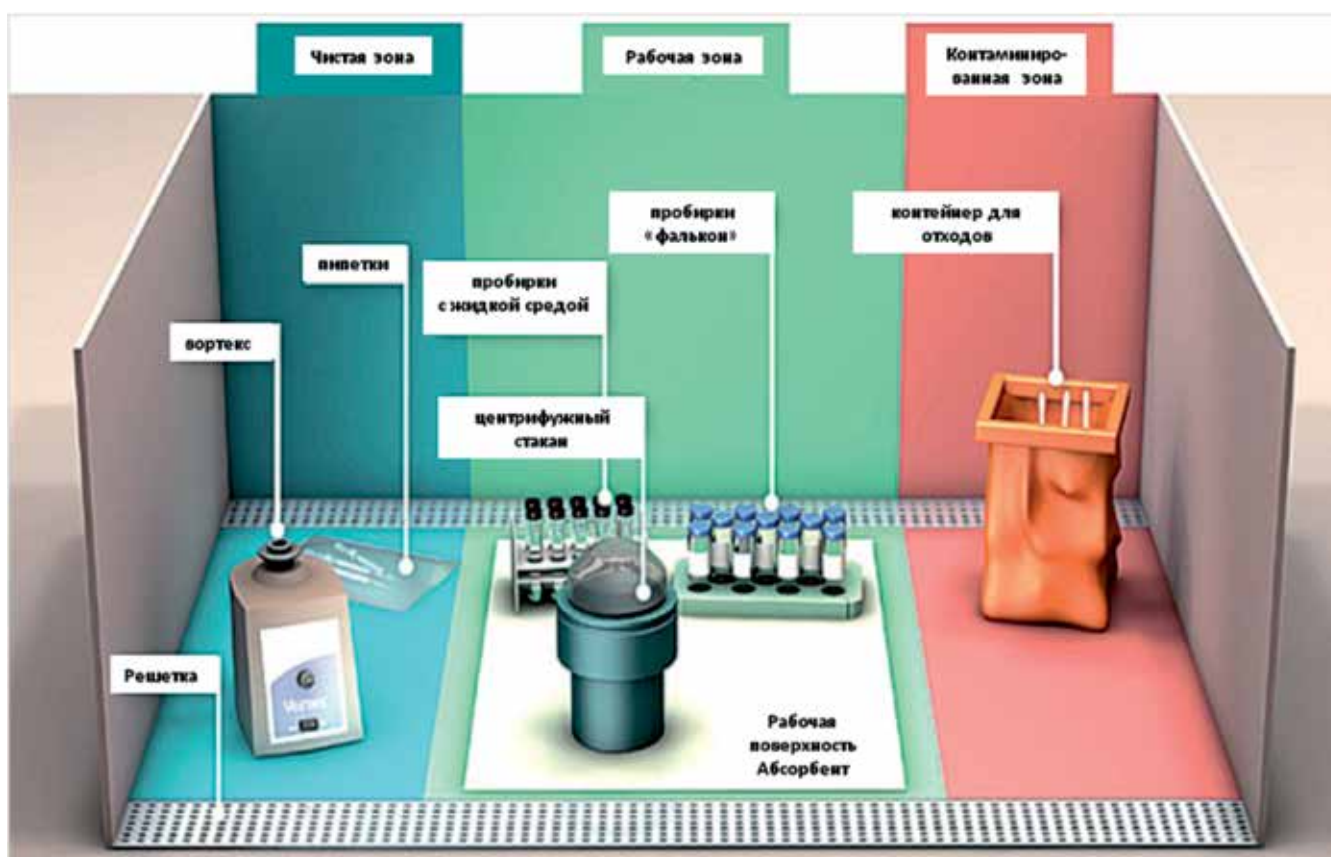 Чистая зона
Рабочая зона
Контаминиро-
ванная зона
пробирки
«фалькон»
контейнер для
отходов
пипетки
пробирки
с жидкой средой
вортекс
центрифужный
стакан
Решетка
Vortex
Рабочая
поверхность
Абсорбент